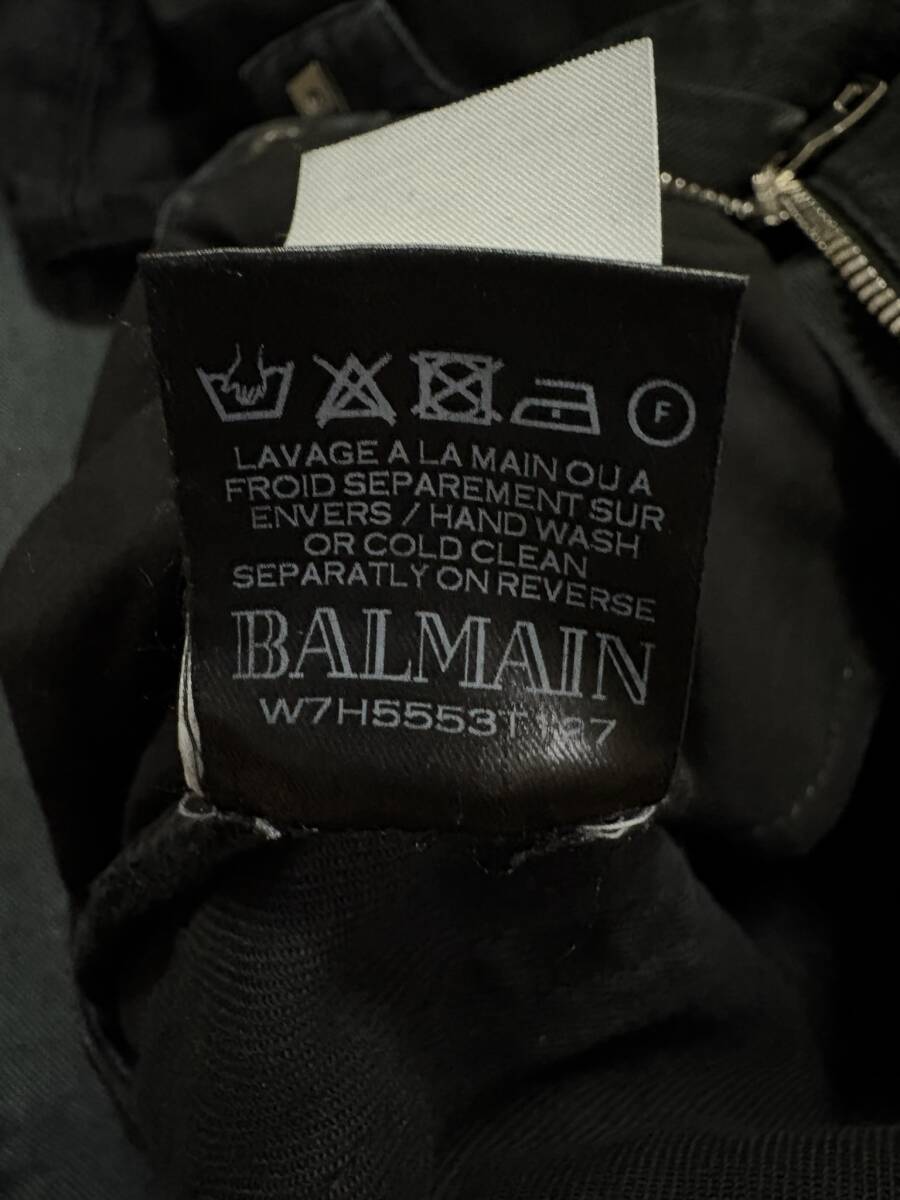 F
LAVAGE A LA MAIN OU A
FROID SEPAREMENT SUR
ENVERS / HAND WASH
OR COLD CLEAN
SEPARATLY ON REVERSE
BALMAIN